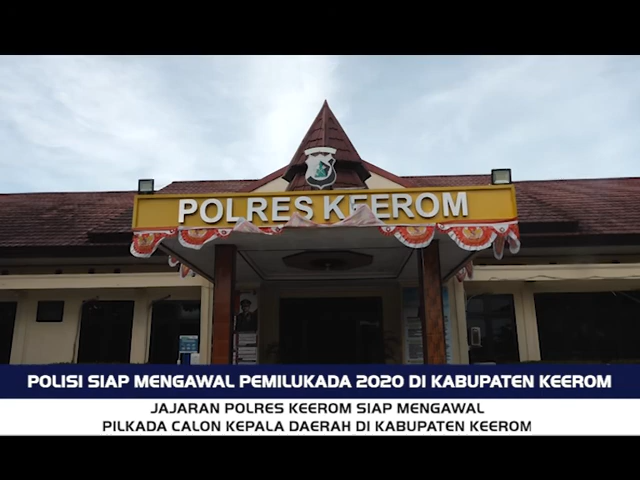 POLRES KEEROM
POLISI SIAP MENGAWAL PEMILUKADA 2020 DI KABUPATEN KEEROM
JAJARAN POLRES KEEROM SIAP MENGAWAL
PILKADA CALON KEPALA DAERAH DI KABUPATEN KEEROM